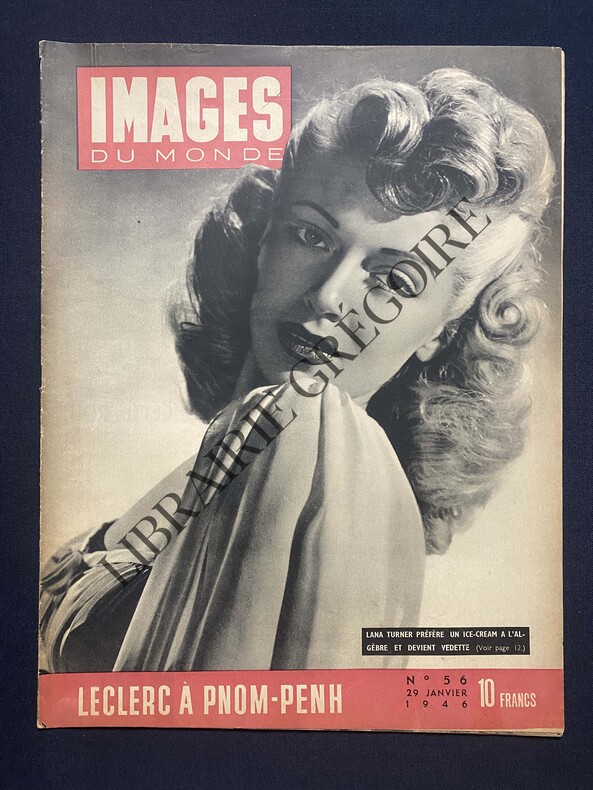 IMAGES
DU MONDE
LIBRAIRIE GRÉGOIRE
LANA TURNER PRÉFÈRE UN ICE-CREAM A L'AL-
GÈBRE ET DEVIENT VEDETTE (Voir page 12.)
LECLERC À PNOM-PENH
N° 56
29 JANVIER
1946
10 FRANCS